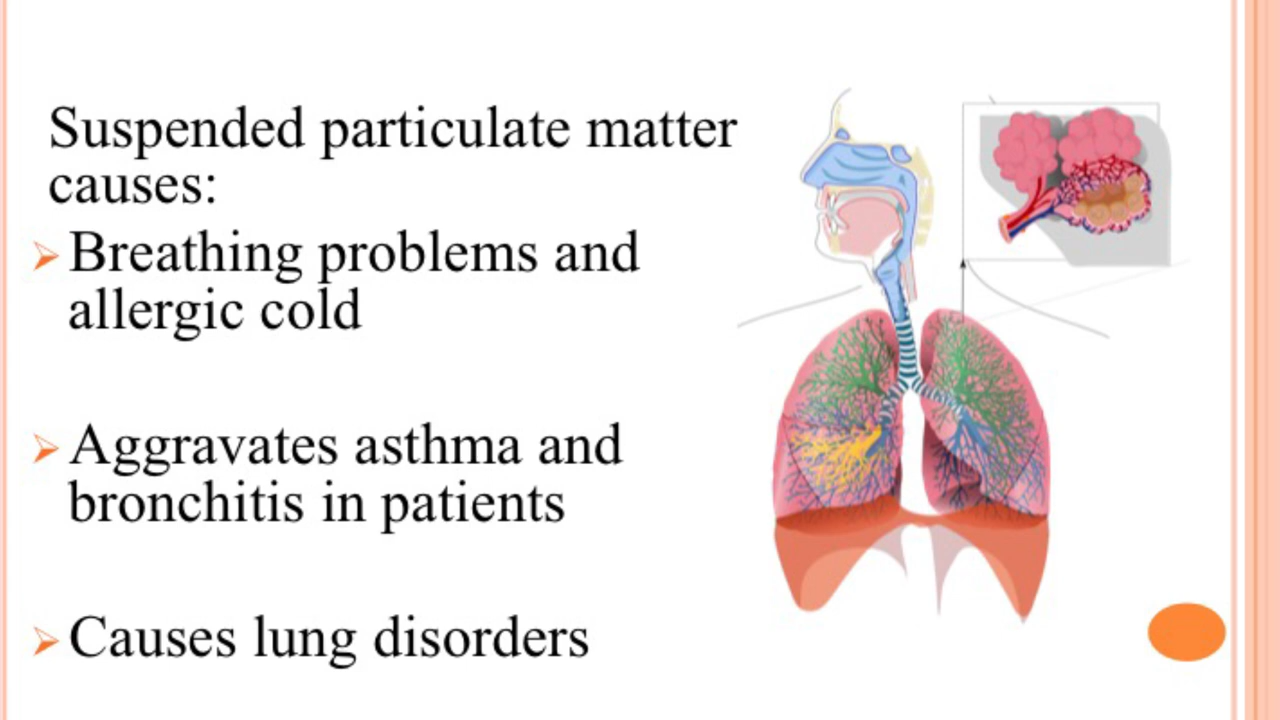 Suspended particulate matter
causes:
Breathing problems and
allergic cold
Aggravates asthma and
bronchitis in patients
Causes lung disorders